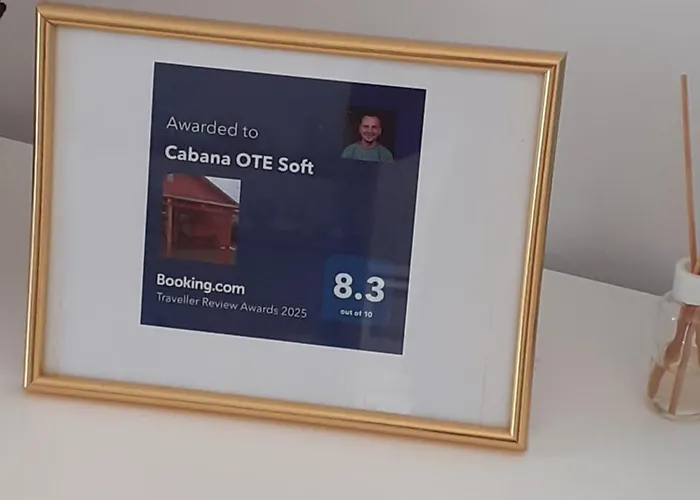 Awarded to
Cabana OTE Soft
Booking.com
Traveller Review Awards 2025
8.3
out of 10